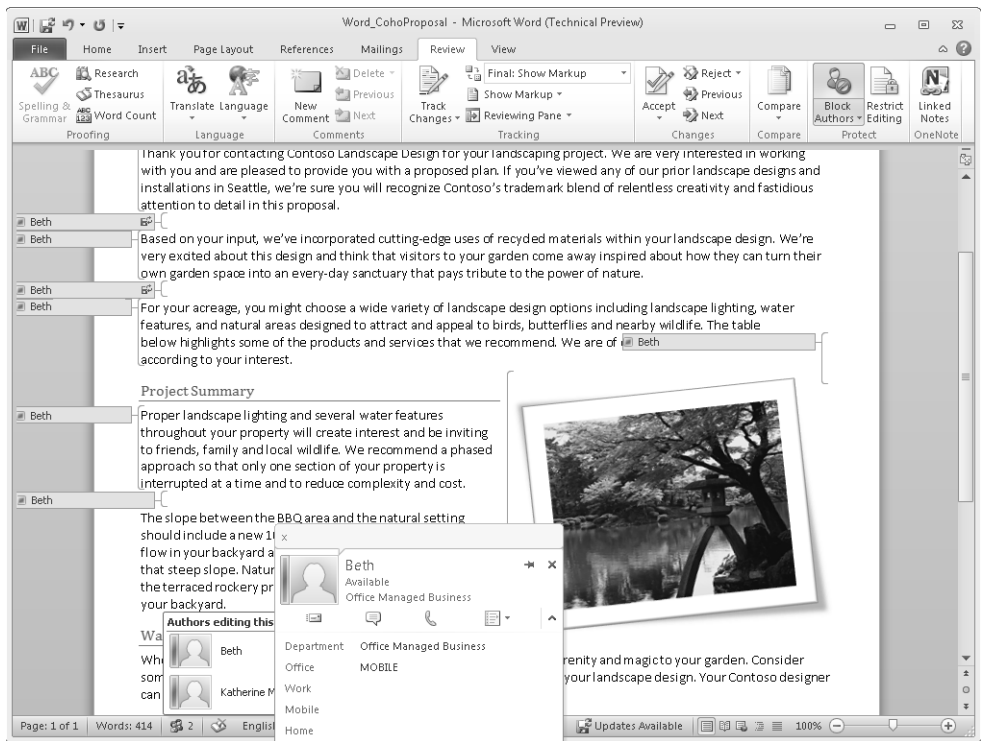 Word_CohoProposal - Microsoft Word (Technical Preview)
File Home Insert Page Layout References Mailings Review View
ABC Research Delete Final: Show Markup Reject
Thesaurus Previous Show Markup Previous
Spelling & Grammar ABC 123 Word Count Translate Language New Comment Next Track Changes Reviewing Pane Accept Next Compare Block Authors Restrict Editing Linked Notes
Proofing Language Comments Tracking Changes Compare Protect OneNote
Thank you for contacting Contoso Landscape Design for your landscaping project. We are very interested in working
with you and are pleased to provide you with a proposed plan. If you've viewed any of our prior landscape designs and
installations in Seattle, we're sure you will recognize Contoso's trademark blend of relentless creativity and fastidious
attention to detail in this proposal.
Beth
Beth
Based on your input, we've incorporated cutting-edge uses of recycled materials within your landscape design. We're
very excited about this design and think that visitors to your garden come away inspired about how they can turn their
own garden space into an every-day sanctuary that pays tribute to the power of nature.
Beth
Beth
For your acreage, you might choose a wide variety of landscape design options including landscape lighting, water
features, and natural areas designed to attract and appeal to birds, butterflies and nearby wildlife. The table
below highlights some of the products and services that we recommend. We are of
Beth
according to your interest.
Project Summary
Beth
Proper landscape lighting and several water features
throughout your property will create interest and be inviting
to friends, family and local wildlife. We recommend a phased
approach so that only one section of your property is
interrupted at a time and to reduce complexity and cost.
Beth
The slope between the BBQ area and the natural setting
should include a new 10
flow in your backyard a
that steep slope. Natur
the terraced rockery pr
your backyard.
x
Beth
Available
Office Managed Business
Department Office Managed Business
Office MOBILE
Work
Mobile
Home
Authors editing this
Beth
Katherine M
Wa
Whe
som
can
renity and magic to your garden. Consider
your landscape design. Your Contoso designer
Page: 1 of 1 Words: 414 2 Englis Updates Available 100%